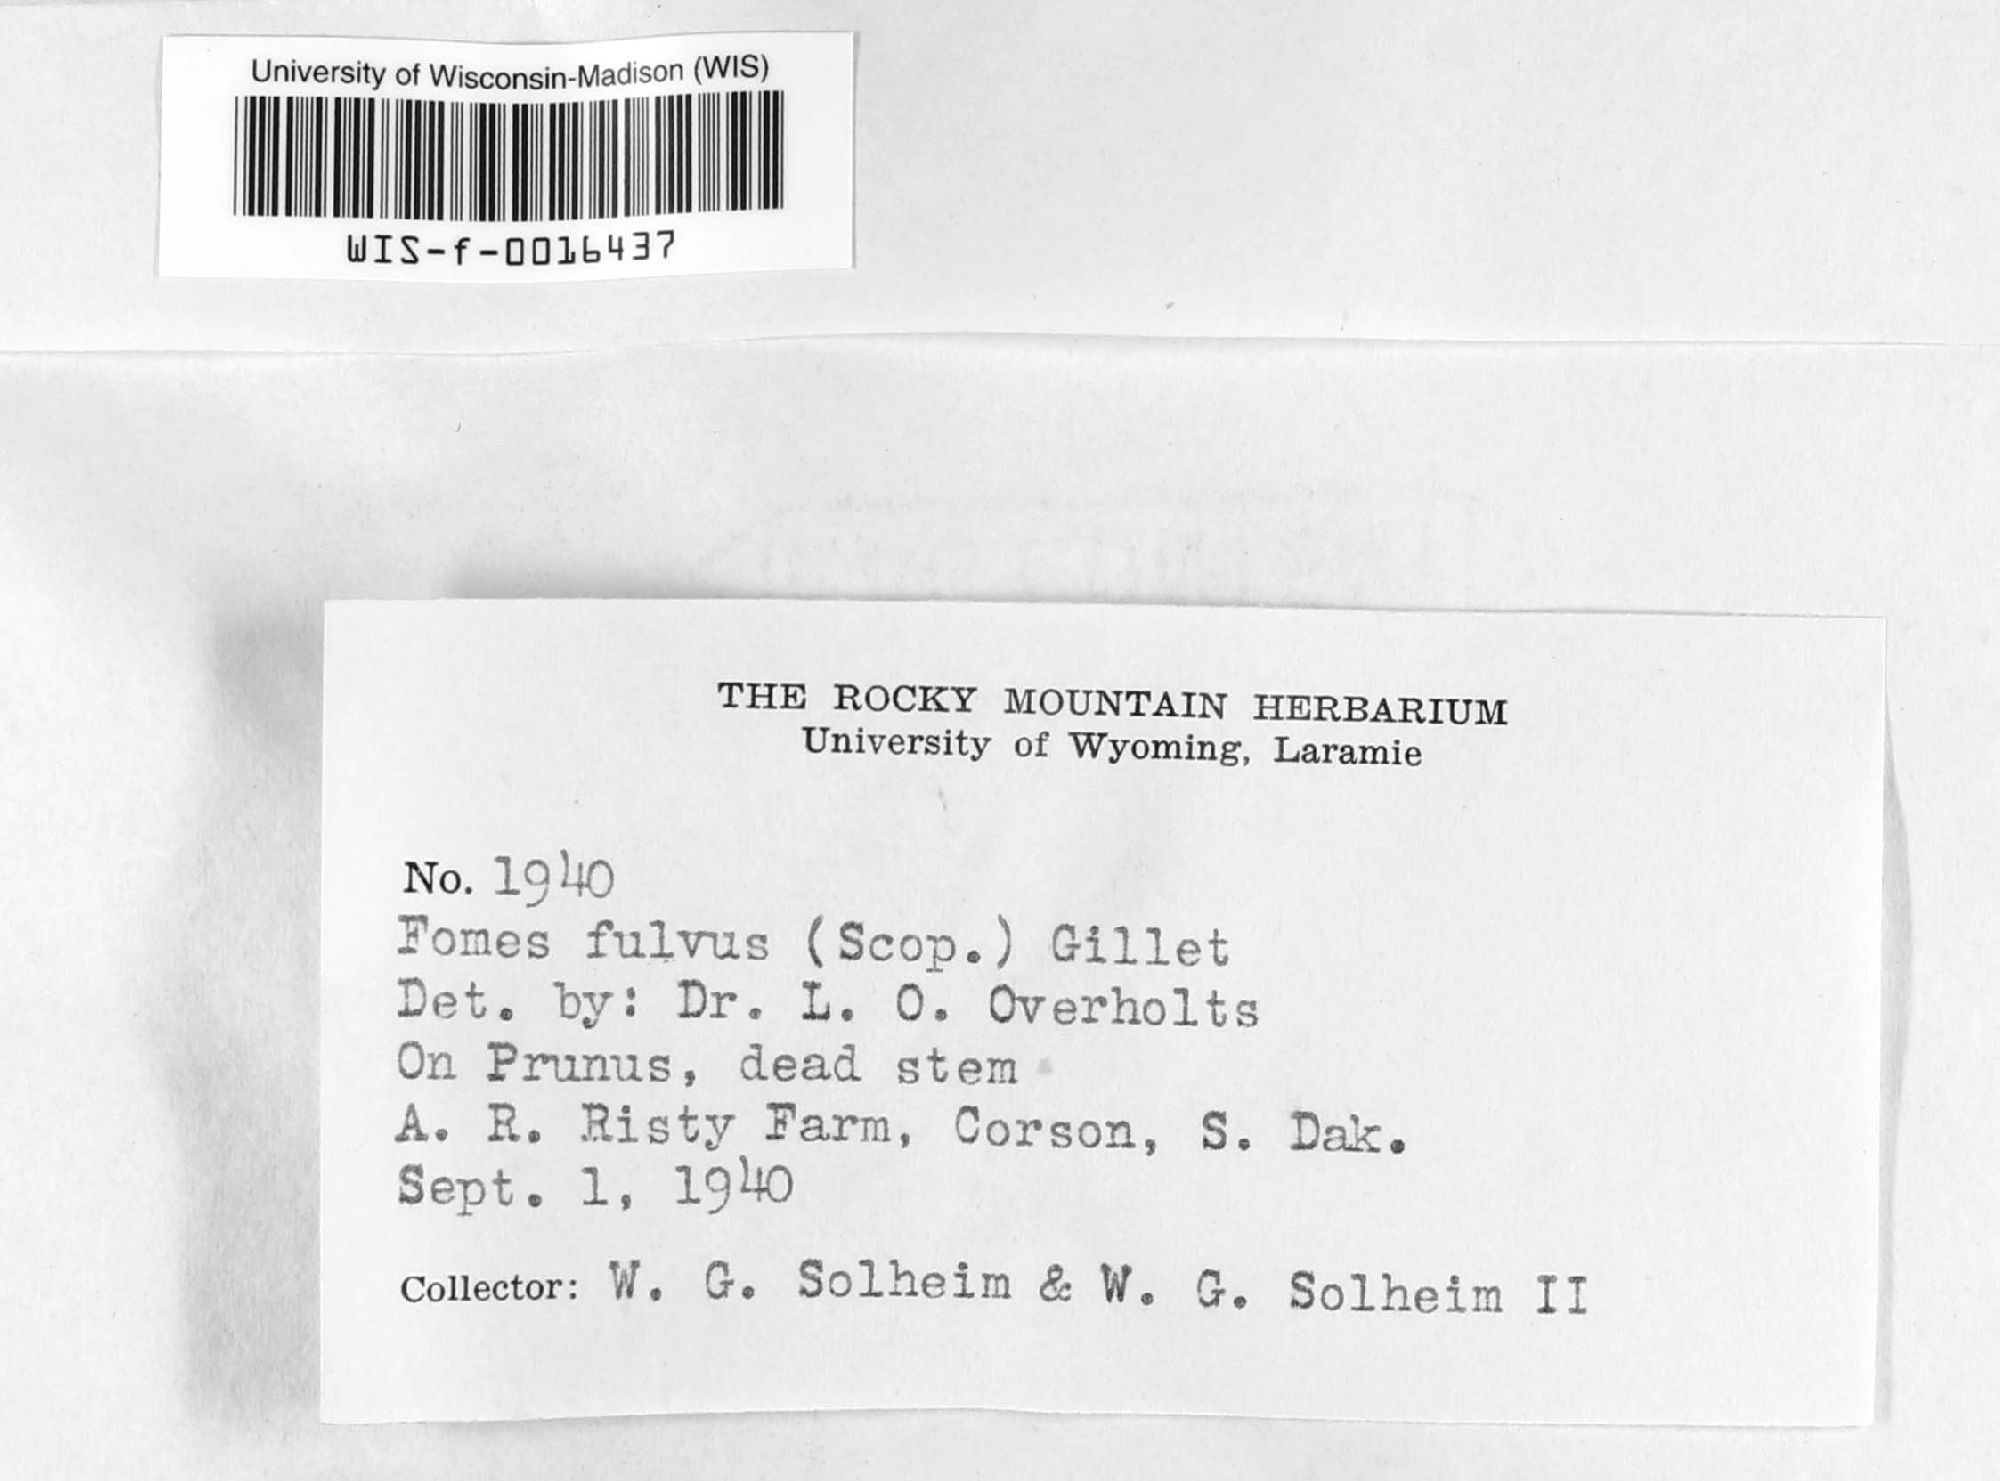 University of Wisconsin-Madison (WIS)
WIS-f-0016437
THE ROCKY MOUNTAIN HERBARIUM
University of Wyoming, Laramie
No. 1940
Fomes fulvus (Scop.) Gillet
Det. by: Dr. L. O. Overholts
On Prunus, dead stem
A. R. Risty Farm, Corson, S. Dak.
Sept. 1, 1940
Collector: W. G. Solheim & W. G. Solheim II